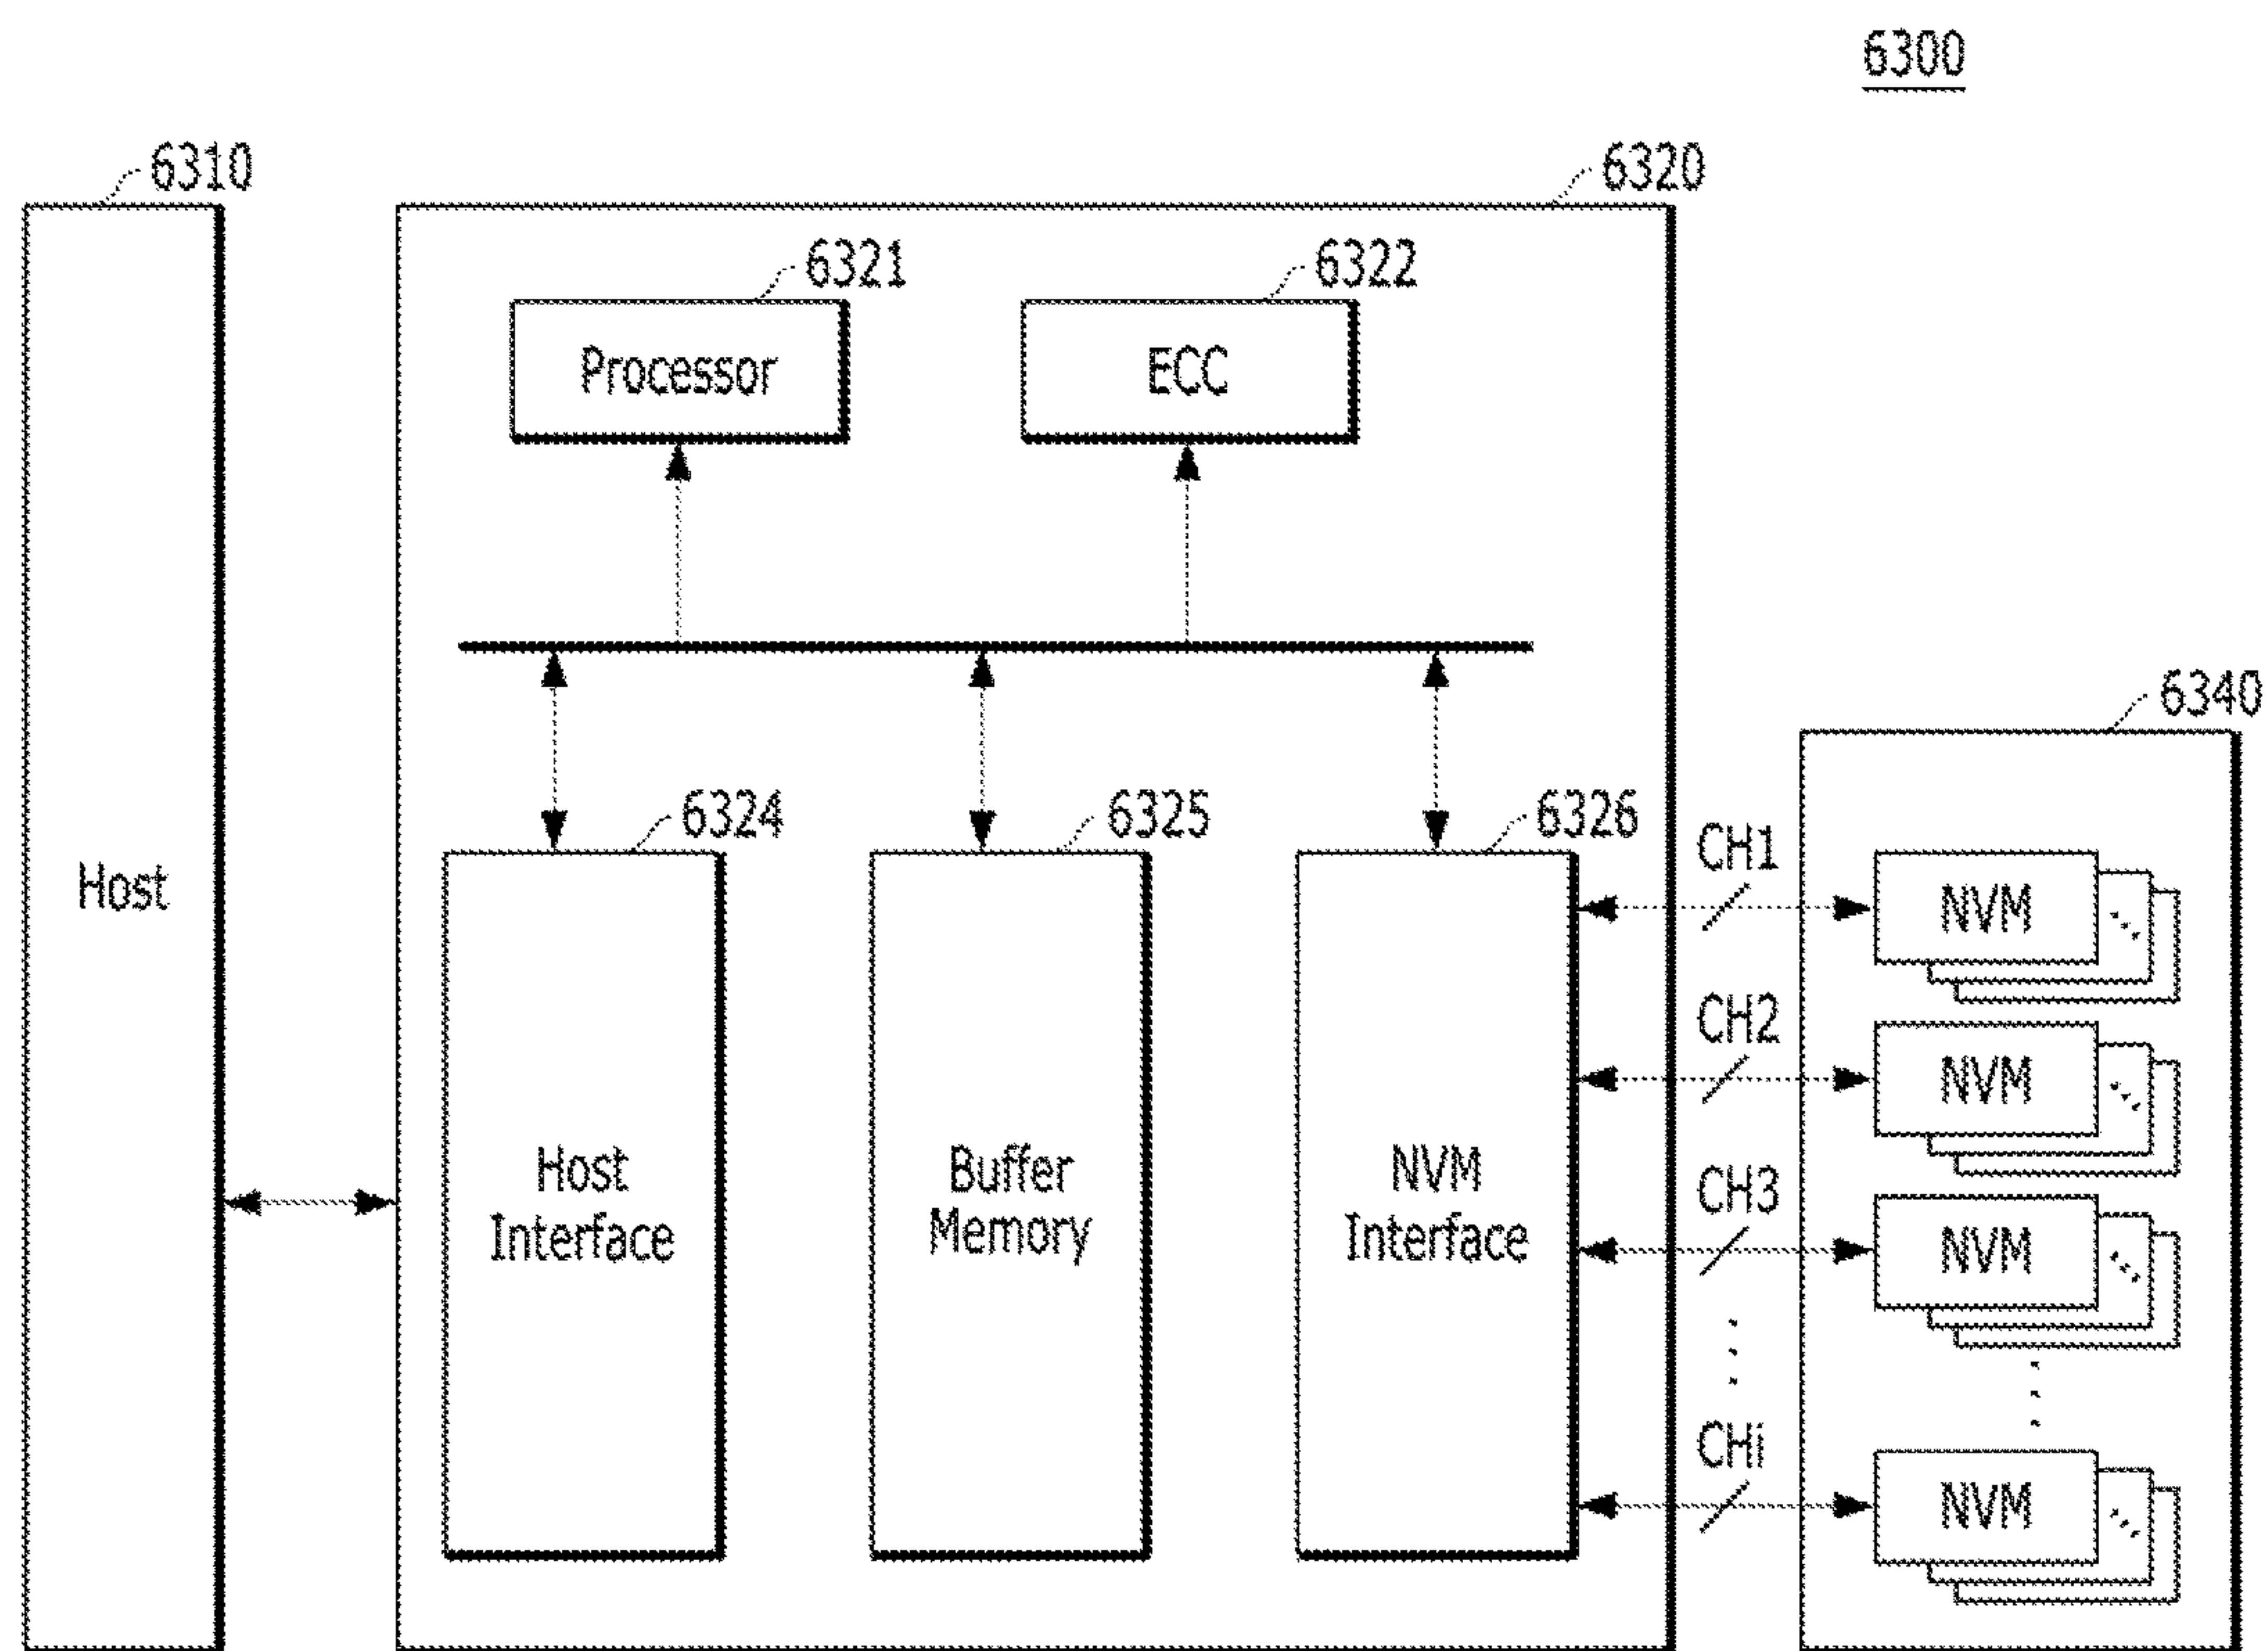 6300
6310
6320
6321
6322
Processor
ECC
6340
6324
6325
6326
CH1
Host
NVM
CH2
NVM
Host
Interface
Buffer
Memory
NVM
Interface
CH3
NVM
CHi
NVM